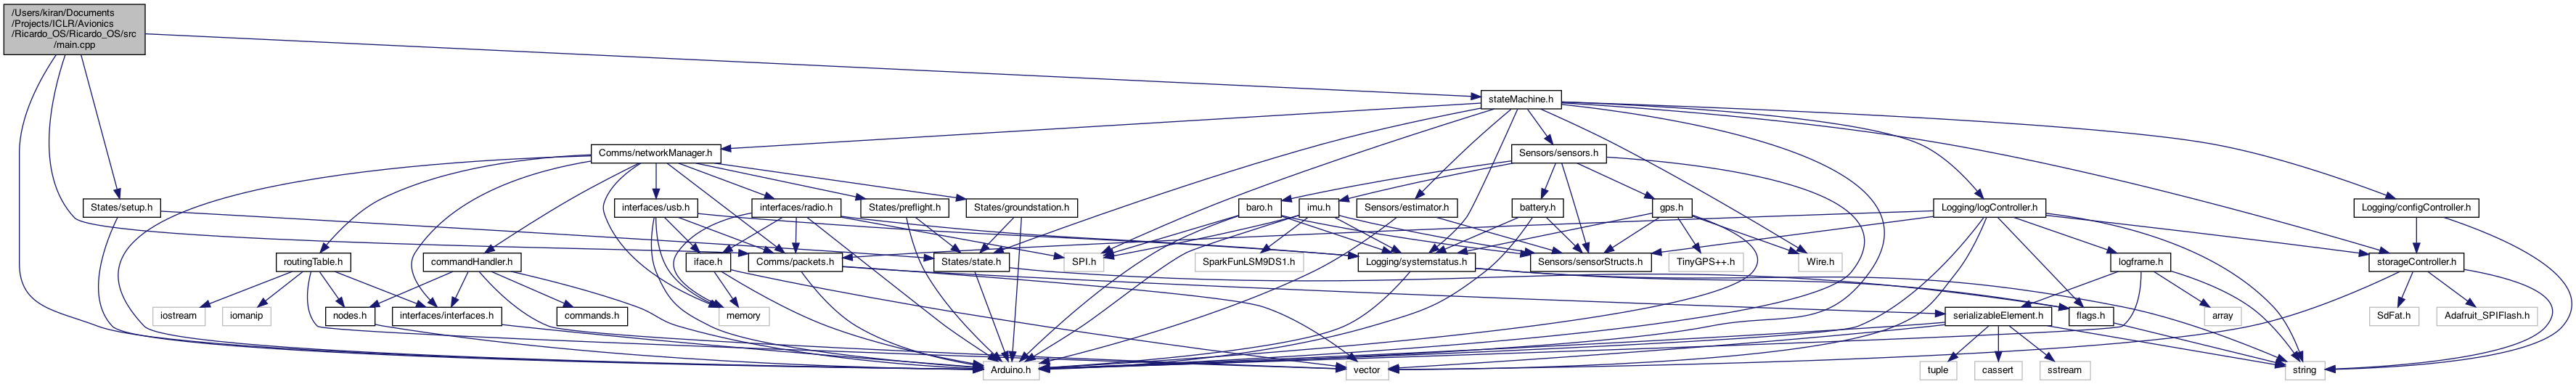 /Users/kiran/Documents
/Projects/ICLR/Avionics
/Ricardo_OS/Ricardo_OS/src
/main.cpp
stateMachine.h
Comms/networkManager.h
Sensors/sensors.h
States/setup.h
interfaces/usb.h
interfaces/radio.h
States/preflight.h
States/groundstation.h
baro.h
imu.h
Sensors/estimator.h
battery.h
gps.h
Logging/logController.h
Logging/configController.h
routingTable.h
commandHandler.h
iface.h
Comms/packets.h
States/state.h
SPI.h
SparkFunLSM9DS1.h
Logging/systemstatus.h
Sensors/sensorStructs.h
TinyGPS++.h
Wire.h
logframe.h
storageController.h
iostream
iomanip
nodes.h
interfaces/interfaces.h
commands.h
memory
serializableElement.h
flags.h
array
SdFat.h
Adafruit_SPIFlash.h
Arduino.h
vector
tuple
cassert
sstream
string